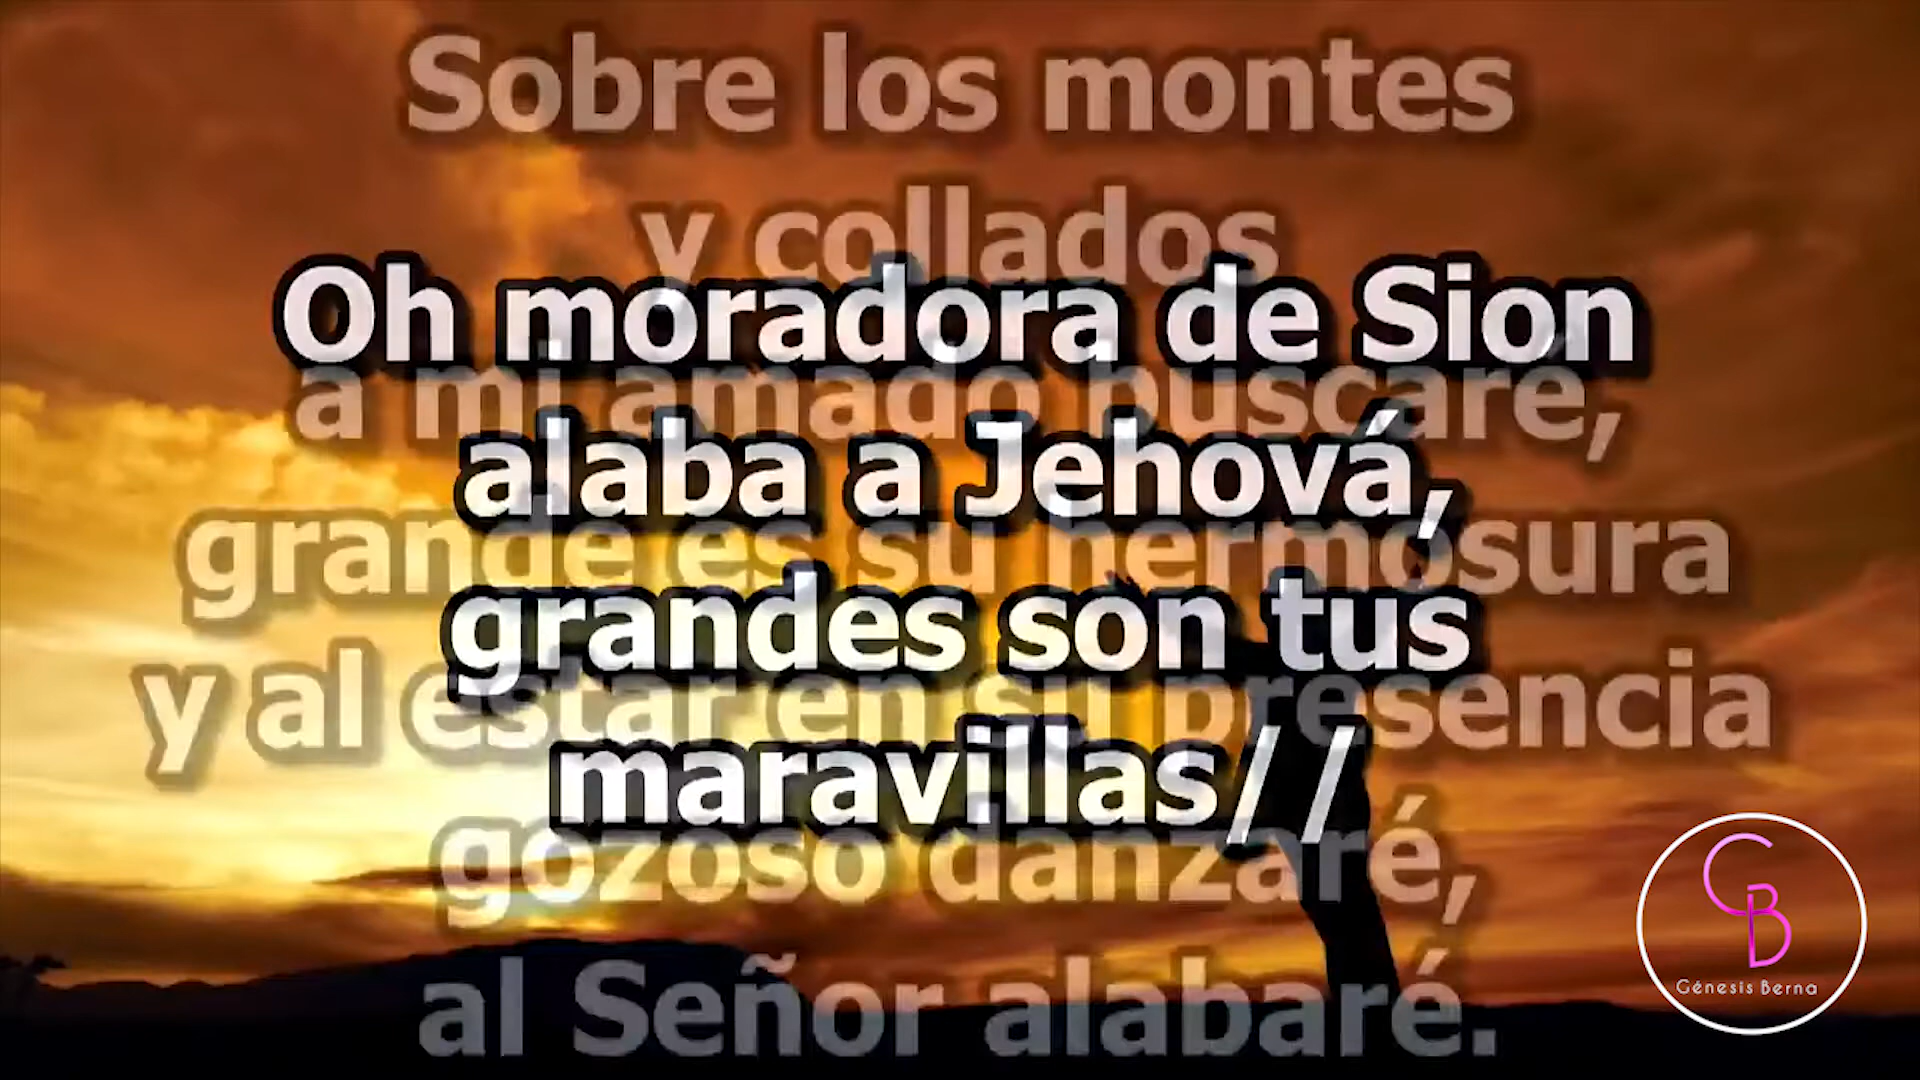 Sobre los montes
y collados
Oh moradora de Sion
a mi amado buscaré,
alaba a Jehová,
grande es su hermosura
grandes son tus
y al estar en su presencia
maravillas//
gozoso danzaré,
al Señor alabaré.
CB
Génesis Berna